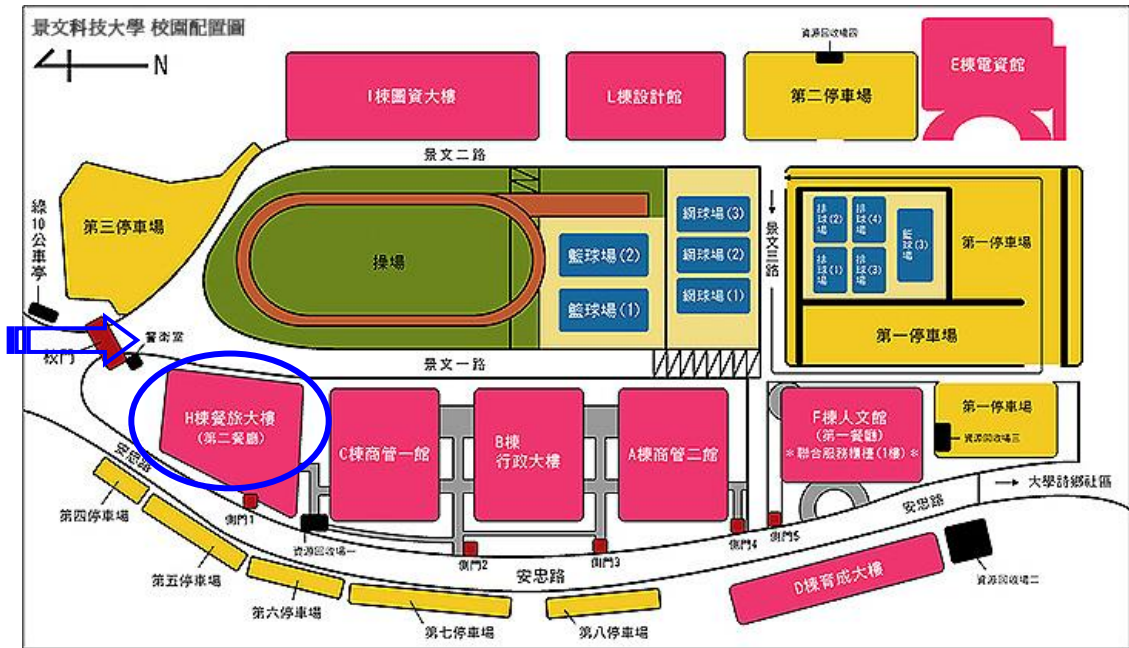 景文科技大學 校園配置圖
N
資源回收場四
I棟圖資大樓
L棟設計館
第二停車場
E棟電資館
景文二路
第三停車場
綠10公車亭
操場
籃球場(2)
籃球場(1)
網球場(3)
網球場(2)
網球場(1)
景文三路
排球場(2)
排球場(4)
籃球場(3)
排球場(1)
排球場(3)
第一停車場
第一停車場
校門
警衛室
景文一路
H棟餐旅大樓
(第二餐廳)
C棟商管一館
B棟
行政大樓
A棟商管二館
F棟人文館
(第一餐廳)
*聯合服務櫃檯(1樓)*
第一停車場
資源回收場三
大學詩鄉社區
安忠路
安忠路
安忠路
側門1
資源回收場一
側門2
側門3
側門4
側門5
第四停車場
第五停車場
第六停車場
第七停車場
第八停車場
D棟育成大樓
資源回收場二